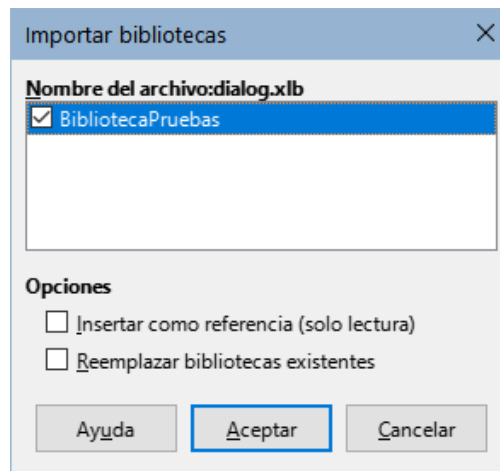 Importar bibliotecas
Nombre del archivo:dialog.xlb
BibliotecaPruebas
Opciones
Insertar como referencia (solo lectura)
Reemplazar bibliotecas existentes
Ayuda Aceptar Cancelar